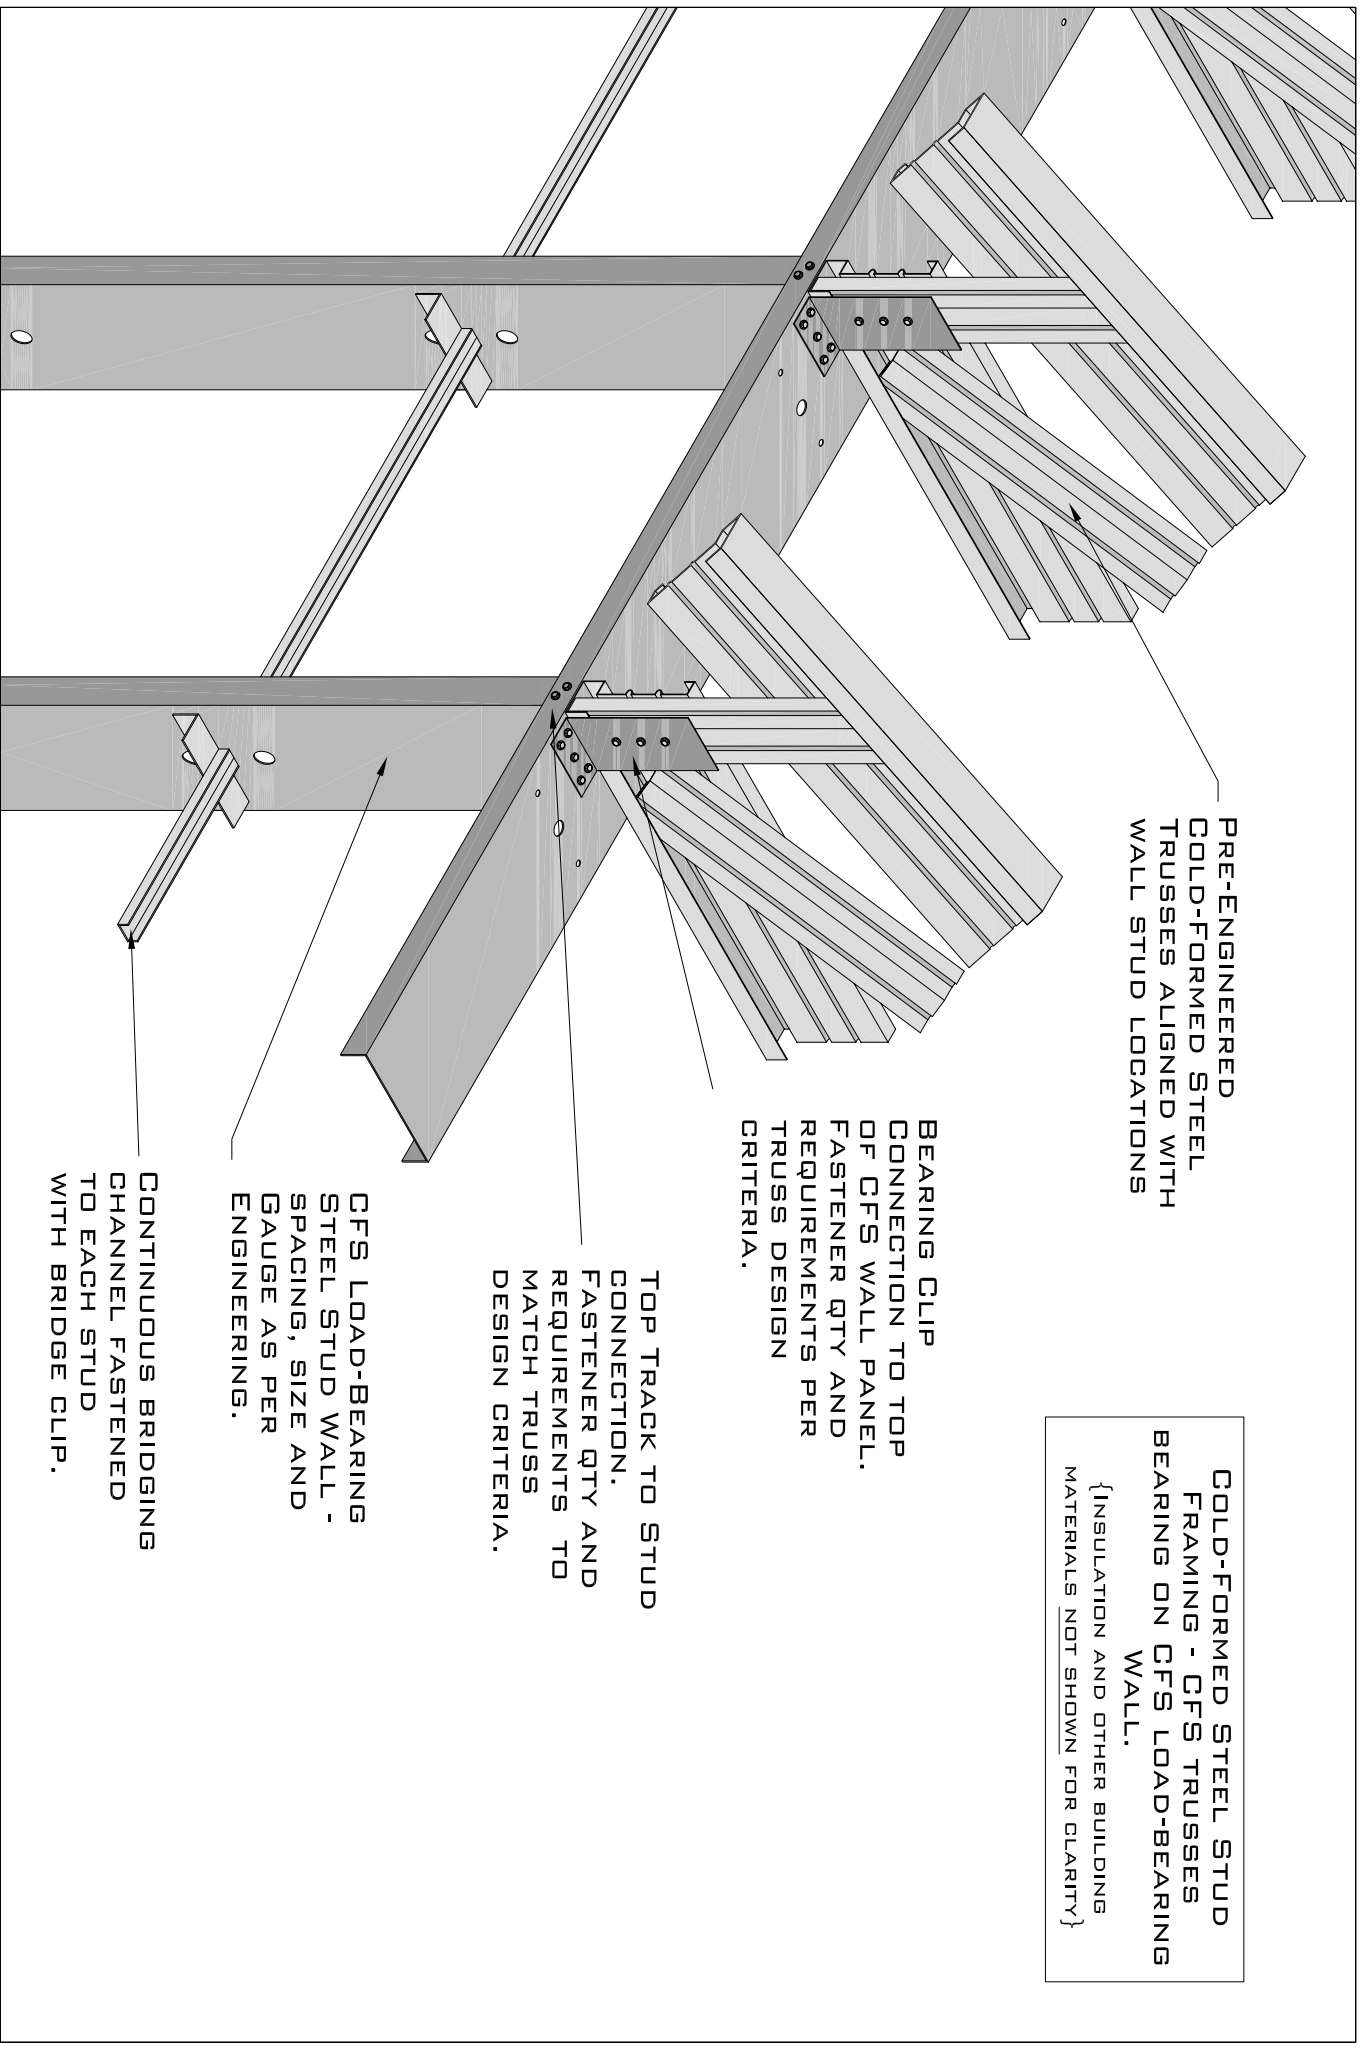 Cold-Formed Steel Stud
Framing - CFS trusses
bearing on CFS load-bearing
wall.
{Insulation and other building
materials not shown for clarity}
Pre-Engineered
Cold-Formed Steel
Trusses aligned with
wall stud locations
Bearing Clip
Connection to top
of CFS wall panel.
Fastener qty and
requirements per
truss design
criteria.
Top Track to Stud
connection.
Fastener qty and
requirements to
match truss
design criteria.
CFS Load-Bearing
Steel Stud Wall -
spacing, size and
Gauge as per
Engineering.
Continuous bridging
channel fastened
to each stud
with bridge clip.